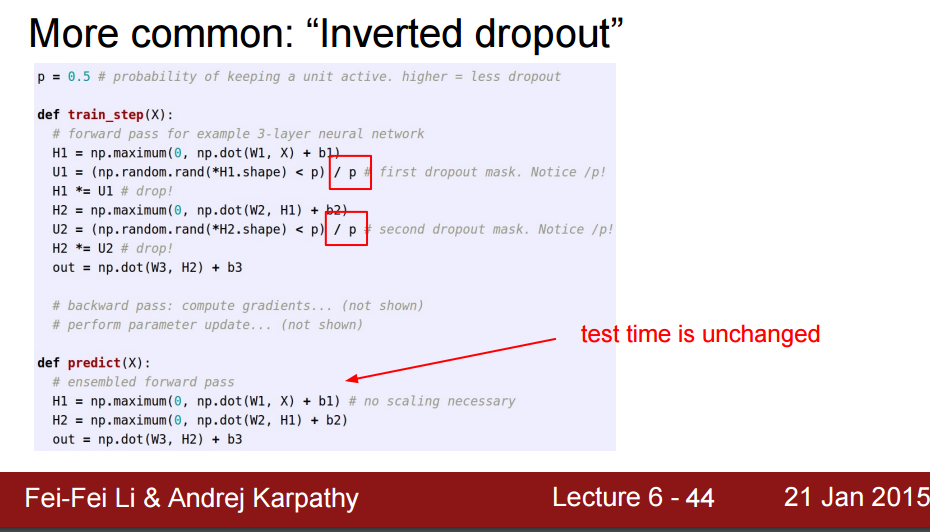 More common: “Inverted dropout”
p = 0.5 # probability of keeping a unit active. higher = less dropout
def train_step(X):
# forward pass for example 3-layer neural network
H1 = np.maximum(0, np.dot(W1, X) + b1)
U1 = (np.random.rand(*H1.shape) < p) / p # first dropout mask. Notice /p!
H1 *= U1 # drop!
H2 = np.maximum(0, np.dot(W2, H1) + b2)
U2 = (np.random.rand(*H2.shape) < p) / p # second dropout mask. Notice /p!
H2 *= U2 # drop!
out = np.dot(W3, H2) + b3
# backward pass: compute gradients... (not shown)
# perform parameter update... (not shown)
test time is unchanged
def predict(X):
# ensembled forward pass
H1 = np.maximum(0, np.dot(W1, X) + b1) # no scaling necessary
H2 = np.maximum(0, np.dot(W2, H1) + b2)
out = np.dot(W3, H2) + b3
Fei-Fei Li & Andrej Karpathy Lecture 6 - 44 21 Jan 2015